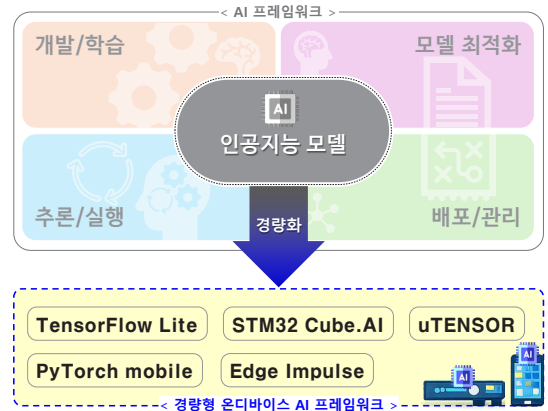 < AI 프레임워크 >
개발/학습
모델 최적화
AI
인공지능 모델
추론/실행
배포/관리
경량화
TensorFlow Lite
STM32 Cube.AI
uTENSOR
PyTorch mobile
Edge Impulse
AI
AI
< 경량형 온디바이스 AI 프레임워크 >